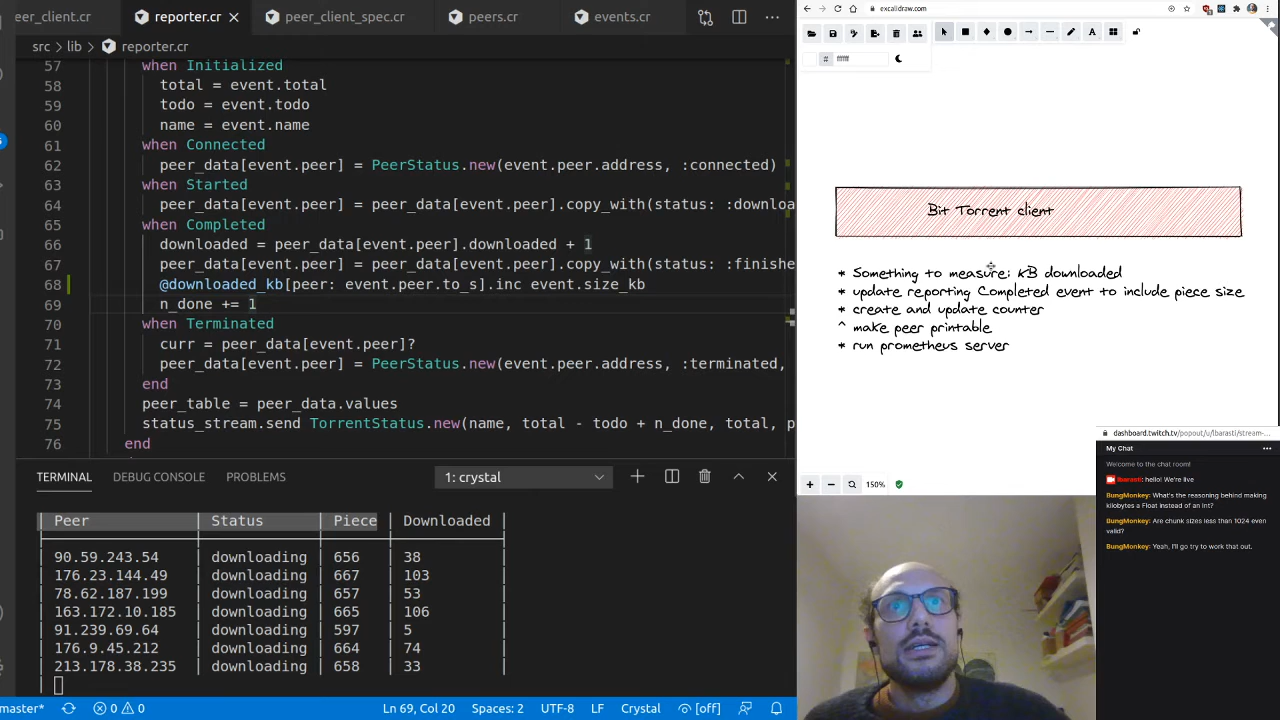 er_client.cr
reporter.cr
peer_client_spec.cr
peers.cr
events.cr
src > lib > reporter.cr
57 when Initialized
58 total = event.total
59 todo = event.todo
60 name = event.name
61 when Connected
62 peer_data[event.peer] = PeerStatus.new(event.peer.address, :connected)
63 when Started
64 peer_data[event.peer] = peer_data[event.peer].copy_with(status: :downloa
65 when Completed
66 downloaded = peer_data[event.peer].downloaded + 1
67 peer_data[event.peer] = peer_data[event.peer].copy_with(status: :finishe
68 @downloaded_kb[peer: event.peer.to_s].inc event.size_kb
69 n_done += 1
70 when Terminated
71 curr = peer_data[event.peer]?
72 peer_data[event.peer] = PeerStatus.new(event.peer.address, :terminated,
73 end
74 peer_table = peer_data.values
75 status_stream.send TorrentStatus.new(name, total - todo + n_done, total, p
76 end
TERMINAL DEBUG CONSOLE PROBLEMS 1: crystal
| Peer | Status | Piece | Downloaded |
| 90.59.243.54 | downloading | 656 | 38 |
| 176.23.144.49 | downloading | 667 | 103 |
| 78.62.187.199 | downloading | 657 | 53 |
| 163.172.10.185 | downloading | 665 | 106 |
| 91.239.69.64 | downloading | 597 | 5 |
| 176.9.45.212 | downloading | 664 | 74 |
| 213.178.38.235 | downloading | 658 | 33 |
master* 0 0 Ln 69, Col 20 Spaces: 2 UTF-8 LF Crystal [off]
excalidraw.com
# ffffff
Bit Torrent client
* Something to measure: KB downloaded
* update reporting Completed event to include piece size
* create and update counter
^ make peer printable
* run prometheus server
150%
dashboard.twitch.tv/popout/u/lbarasti/stream-...
My Chat
Welcome to the chat room!
lbarasti: hello! We're live
BungMonkey: What's the reasoning behind making
kilobytes a Float instead of an Int?
BungMonkey: Are chunk sizes less than 1024 even
valid?
BungMonkey: Yeah, I'll go try to work that out.